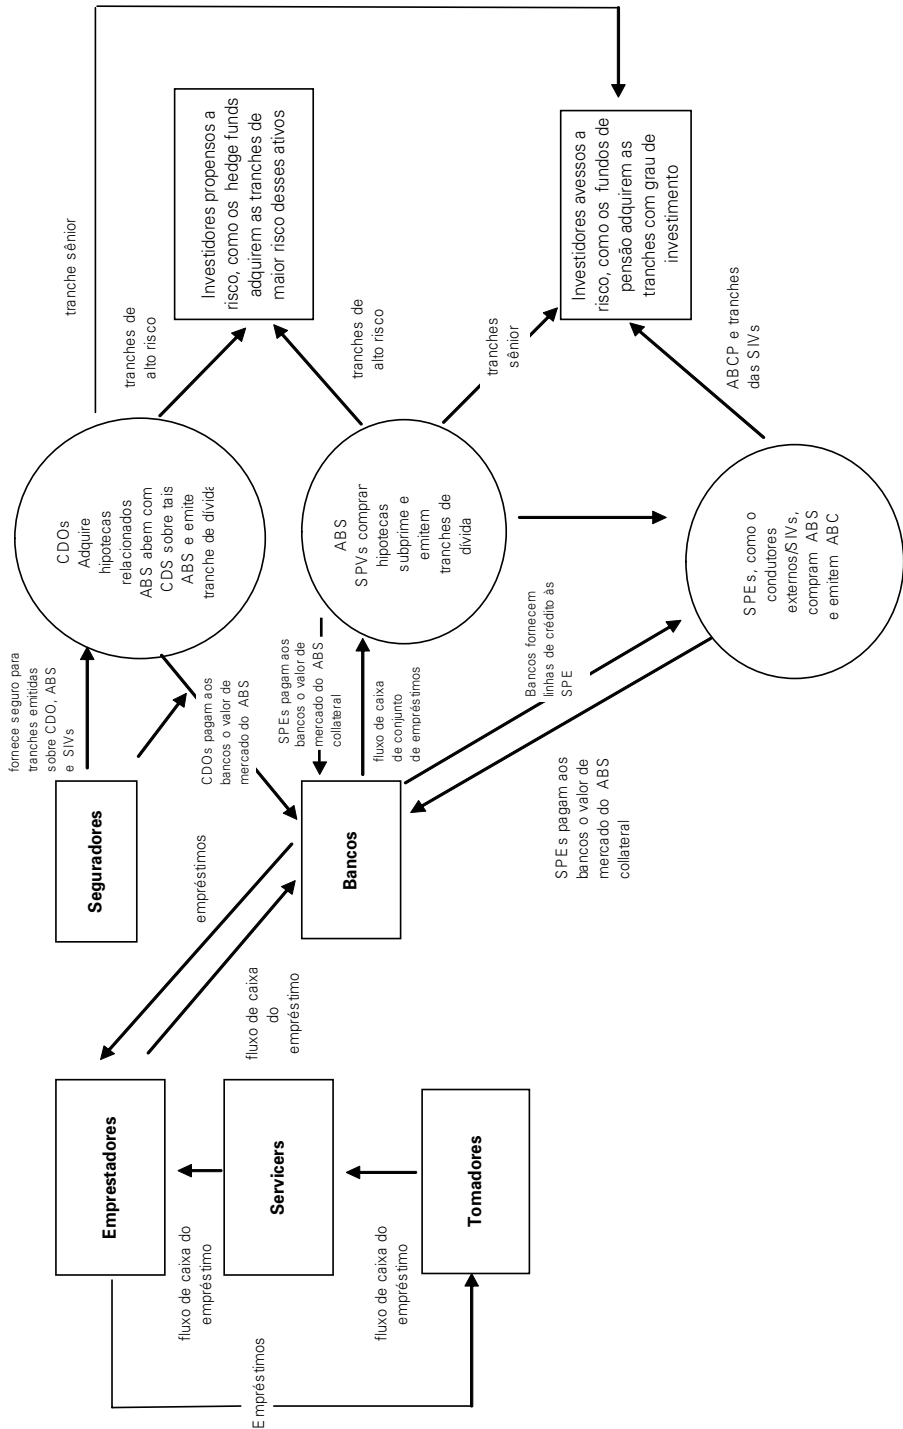 Empréstimos
Emprestadores
fluxo de caixa do
empréstimo
Servicers
fluxo de caixa do
empréstimo
Tomadores
fluxo de caixa
do
empréstimo
empréstimos
Seguradores
fornece seguro para
tranches emitidas
sobre CDO, ABS
e SIVs
CDOs pagam aos
bancos o valor de
mercado do ABS
Bancos
SPEs pagam aos
bancos o valor de
mercado do ABS
collateral
fluxo de caixa
de conjunto
de empréstimos
Bancos fornecem
linhas de crédito às
SPE
SPEs pagam aos
bancos o valor de
mercado do ABS
collateral
CDOs
Adquire
hipotecas
relacionados
ABS abem com
CDS sobre tais
ABS e emite
tranche de dívida
ABS
SPVs comprar
hipotecas
subprime e
emitem
tranches de
dívida
SPEs, como o
condutores
externos/SIVs,
compram ABS
e emitem ABC
tranche sênior
tranches de
alto risco
tranches de
alto risco
tranches
sênior
ABCP e tranches
das SIVs
Investidores propensos a
risco, como os hedge funds
adquirem as tranches de
maior risco desses ativos
Investidores avessos a
risco, como os fundos de
pensão adquirem as
tranches com grau de
investimento